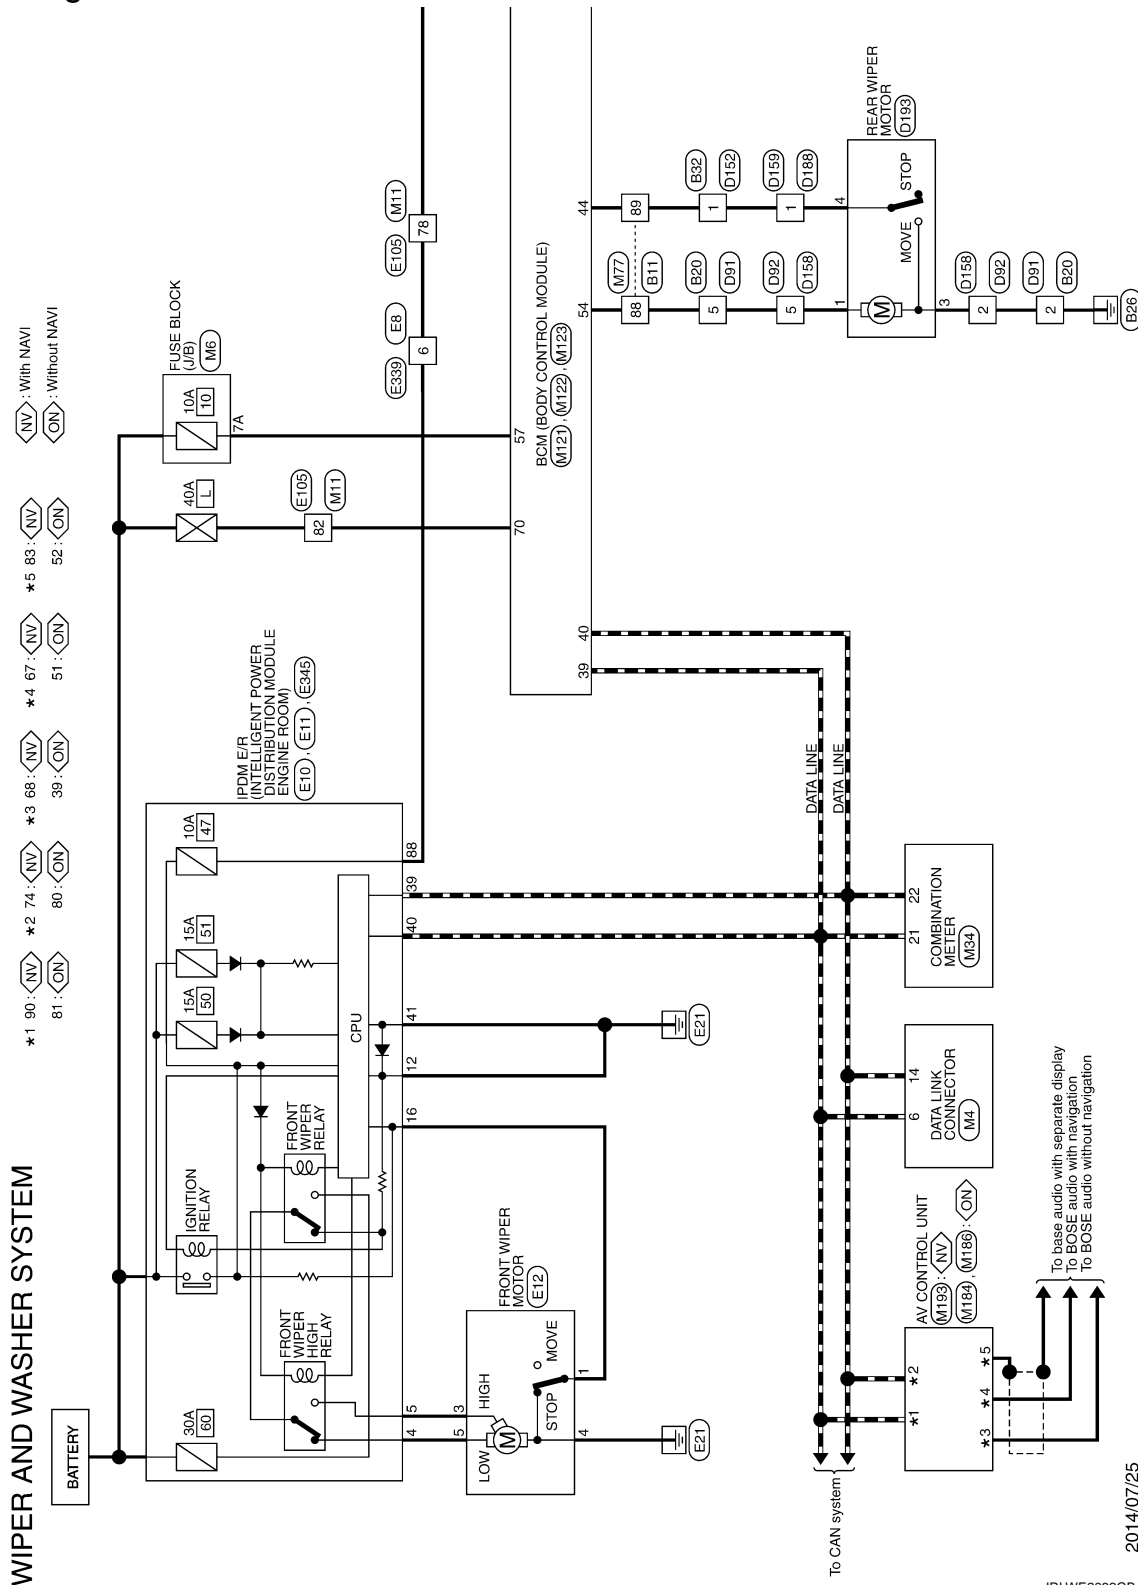 WIPER AND WASHER SYSTEM
★1 90 : NV
81 : ON
★2 74 : NV
80 : ON
★3 68 : NV
39 : ON
★4 67 : NV
51 : ON
★5 83 : NV
52 : ON
NV : With NAVI
ON : Without NAVI
BATTERY
30A
60
IGNITION
RELAY
15A
50
15A
51
10A
47
IPDM E/R
(INTELLIGENT POWER
DISTRIBUTION MODULE
ENGINE ROOM)
E10 , E11 , E345
FRONT
WIPER
HIGH
RELAY
FRONT
WIPER
RELAY
CPU
4
5
16
12
41
40
39
88
40A
L
10A
10
FUSE BLOCK
(J/B)
M6
7A
82
E105
M11
E339
E8
6
E105
M11
78
70
57
BCM (BODY CONTROL MODULE)
M121 , M122 , M123
39
40
54
44
5
3
LOW
HIGH
M
STOP
MOVE
4
1
FRONT WIPER
MOTOR
E12
E21
E21
88
M77
B11
89
5
B20
D91
1
B32
D152
5
D92
D158
1
D159
D188
1
4
M
MOVE
STOP
3
REAR WIPER
MOTOR
D193
2
D158
D92
2
D91
B20
B26
DATA LINE
DATA LINE
To CAN system
★1
★2
★3
★4
★5
AV CONTROL UNIT
M193 : NV
M184 , M186 : ON
To base audio with separate display
To BOSE audio with navigation
To BOSE audio without navigation
6
14
DATA LINK
CONNECTOR
M4
21
22
COMBINATION
METER
M34
2014/07/25